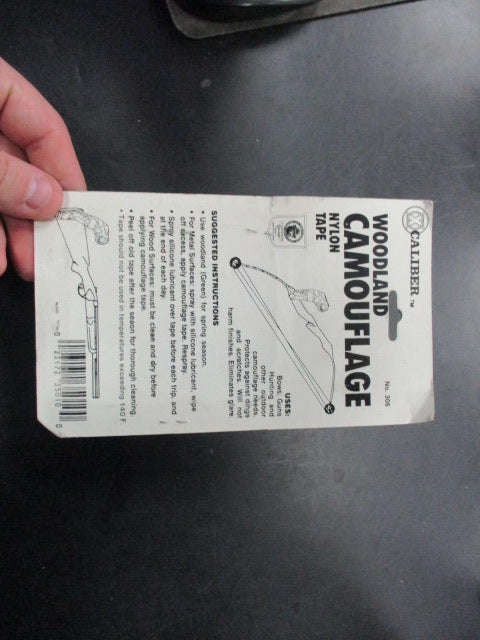 CALIBER™
No. 306
WOODLAND
CAMOUFLAGE
NYLON
TAPE
USES:
Bows, Guns
Hunting and
other outdoor
camouflage needs.
Protects against dings
and scratches. Will not
harm finishes. Eliminates glare.
SUGGESTED INSTRUCTIONS
• Use woodland (Green) for spring season.
• For Metal Surfaces: spray with silicone lubricant, wipe
off excess, apply camouflage tape. Respray.
• Spray silicone lubricant over tape before each trip, and
at the end of each day.
• For Wood Surfaces: must be clean and dry before
applying camouflage tape.
• Peel off old tape after the season for thorough cleaning.
• Tape should not be used in temperatures exceeding 140 F.